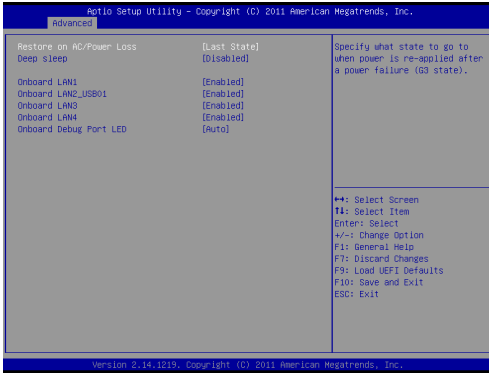 Aptio Setup Utility – Copyright (C) 2011 American Megatrends, Inc.
Advanced
Restore on AC/Power Loss [Last State]
Deep sleep [Disabled]
Onboard LAN1 [Enabled]
Onboard LAN2_USB01 [Enabled]
Onboard LAN3 [Enabled]
Onboard LAN4 [Enabled]
Onboard Debug Port LED [Auto]
Specify what state to go to
when power is re-applied after
a power failure (G3 state).
↔: Select Screen
↑↓: Select Item
Enter: Select
+/-: Change Option
F1: General Help
F7: Discard Changes
F9: Load UEFI Defaults
F10: Save and Exit
ESC: Exit
Version 2.14.1219. Copyright (C) 2011 American Megatrends, Inc.